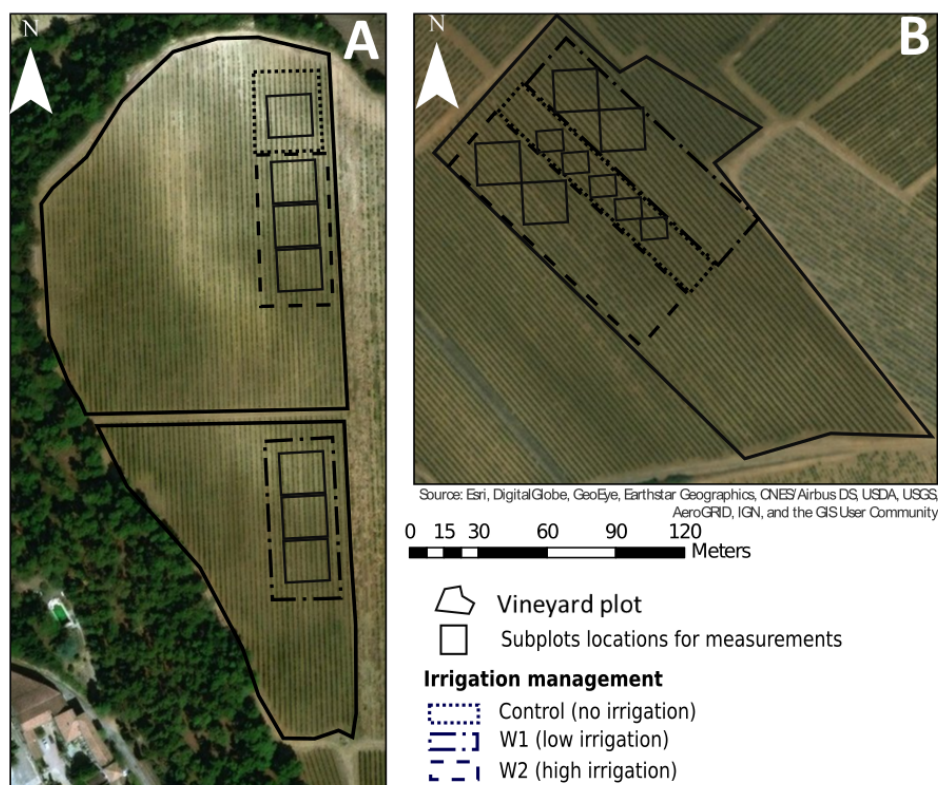 N
A
N
B
Source: Esri, DigitalGlobe, GeoEye, Earthstar Geographics, CNES/Airbus DS, USDA, USGS,
AeroGRID, IGN, and the GIS User Community
0 15 30 60 90 120
Meters
Vineyard plot
Subplots locations for measurements
Irrigation management
Control (no irrigation)
W1 (low irrigation)
W2 (high irrigation)